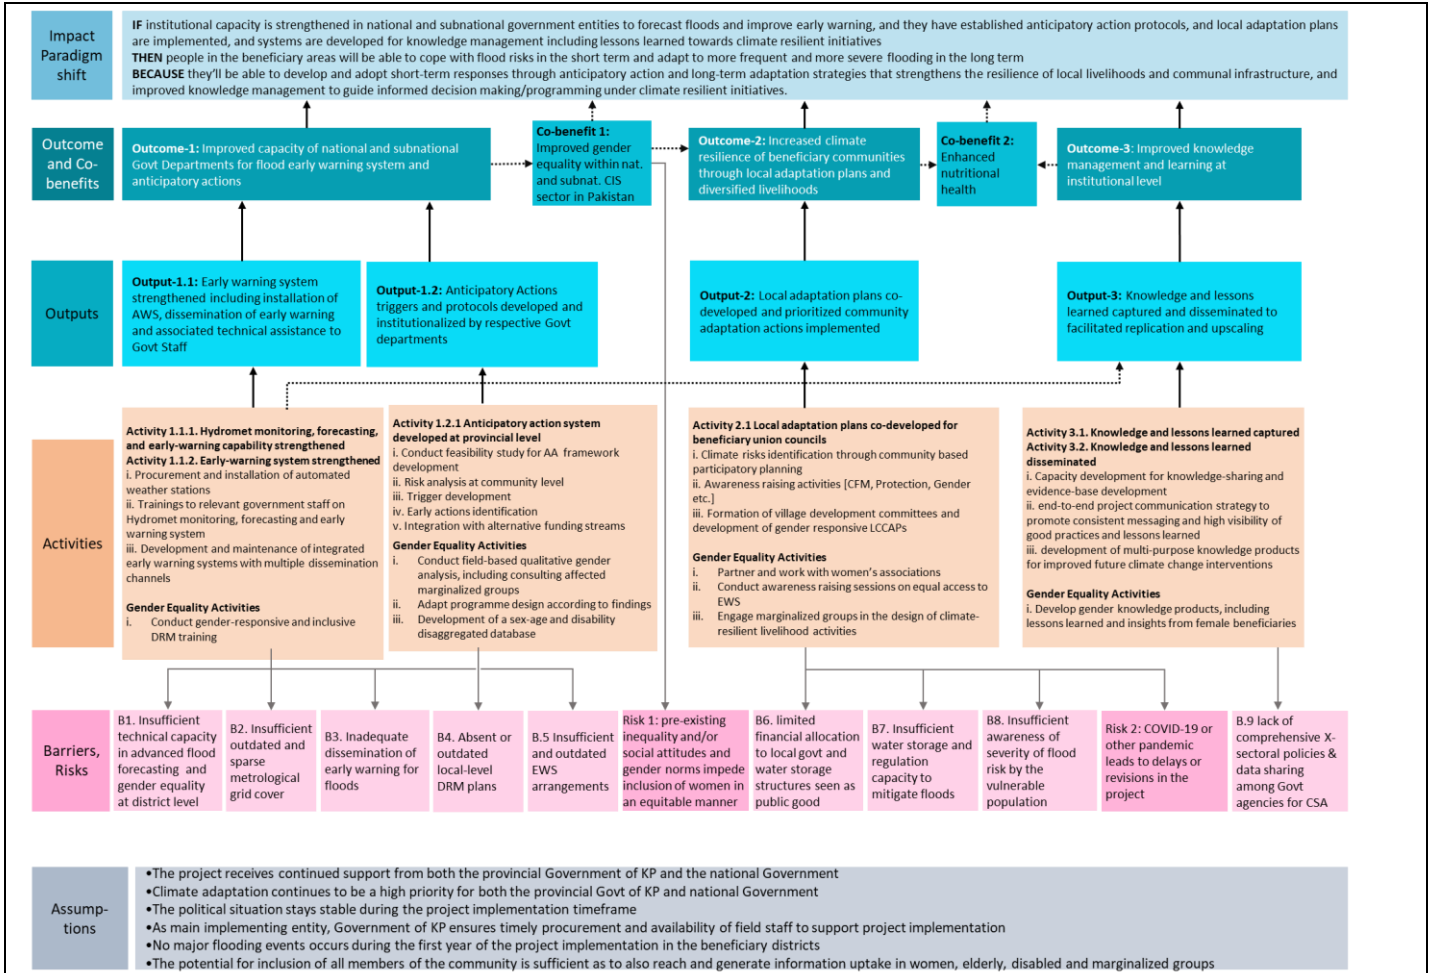 Impact
Paradigm
shift
IF institutional capacity is strengthened in national and subnational government entities to forecast floods and improve early warning, and they have established anticipatory action protocols, and local adaptation plans
are implemented, and systems are developed for knowledge management including lessons learned towards climate resilient initiatives
THEN people in the beneficiary areas will be able to cope with flood risks in the short term and adapt to more frequent and more severe flooding in the long term
BECAUSE they'll be able to develop and adopt short-term responses through anticipatory action and long-term adaptation strategies that strengthens the resilience of local livelihoods and communal infrastructure, and
improved knowledge management to guide informed decision making/programming under climate resilient initiatives.
Outcome
and Co-
benefits
Outcome-1: Improved capacity of national and subnational
Govt Departments for flood early warning system and
anticipatory actions
Co-benefit 1:
Improved gender
equality within nat.
and subnat. CIS
sector in Pakistan
Outcome-2: Increased climate
resilience of beneficiary communities
through local adaptation plans and
diversified livelihoods
Co-benefit 2:
Enhanced
nutritional
health
Outcome-3: Improved knowledge
management and learning at
institutional level
Outputs
Output-1.1: Early warning system
strengthened including installation of
AWS, dissemination of early warning
and associated technical assistance to
Govt Staff
Output-1.2: Anticipatory Actions
triggers and protocols developed and
institutionalized by respective Govt
departments
Output-2: Local adaptation plans co-
developed and prioritized community
adaptation actions implemented
Output-3: Knowledge and lessons
learned captured and disseminated to
facilitated replication and upscaling
Activities
Activity 1.1.1. Hydromet monitoring, forecasting,
and early-warning capability strengthened
Activity 1.1.2. Early-warning system strengthened
i. Procurement and installation of automated
weather stations
ii. Trainings to relevant government staff on
Hydromet monitoring, forecasting and early
warning system
iii. Development and maintenance of integrated
early warning systems with multiple dissemination
channels
Gender Equality Activities
i. Conduct gender-responsive and inclusive
DRM training
Activity 1.2.1 Anticipatory action system
developed at provincial level
i. Conduct feasibility study for AA framework
development
ii. Risk analysis at community level
iii. Trigger development
iv. Early actions identification
v. Integration with alternative funding streams
Gender Equality Activities
i. Conduct field-based qualitative gender
analysis, including consulting affected
marginalized groups
ii. Adapt programme design according to findings
iii. Development of a sex-age and disability
disaggregated database
Activity 2.1 Local adaptation plans co-developed for
beneficiary union councils
i. Climate risks identification through community based
participatory planning
ii. Awareness raising activities [CFM, Protection, Gender
etc.]
iii. Formation of village development committees and
development of gender responsive LCCAPs
Gender Equality Activities
i. Partner and work with women's associations
ii. Conduct awareness raising sessions on equal access to
EWS
iii. Engage marginalized groups in the design of climate-
resilient livelihood activities
Activity 3.1. Knowledge and lessons learned captured
Activity 3.2. Knowledge and lessons learned
disseminated
i. Capacity development for knowledge-sharing and
evidence-base development
ii. end-to-end project communication strategy to
promote consistent messaging and high visibility of
good practices and lessons learned
iii. development of multi-purpose knowledge products
for improved future climate change interventions
Gender Equality Activities
i. Develop gender knowledge products, including
lessons learned and insights from female beneficiaries
Barriers,
Risks
B1. Insufficient
technical capacity
in advanced flood
forecasting and
gender equality
at district level
B2. Insufficient
outdated and
sparse
metrological
grid cover
B3. Inadequate
dissemination of
early warning for
floods
B4. Absent or
outdated
local-level
DRM plans
B.5 Insufficient
and outdated
EWS
arrangements
Risk 1: pre-existing
inequality and/or
social attitudes and
gender norms impede
inclusion of women in
an equitable manner
B6. limited
financial allocation
to local govt and
water storage
structures seen as
public good
B7. Insufficient
water storage and
regulation
capacity to
mitigate floods
B8. Insufficient
awareness of
severity of flood
risk by the
vulnerable
population
Risk 2: COVID-19 or
other pandemic
leads to delays or
revisions in the
project
B.9 lack of
comprehensive X-
sectoral policies &
data sharing
among Govt
agencies for CSA
Assump-
tions
•The project receives continued support from both the provincial Government of KP and the national Government
•Climate adaptation continues to be a high priority for both the provincial Govt of KP and national Government
•The political situation stays stable during the project implementation timeframe
•As main implementing entity, Government of KP ensures timely procurement and availability of field staff to support project implementation
•No major flooding events occurs during the first year of the project implementation in the beneficiary districts
•The potential for inclusion of all members of the community is sufficient as to also reach and generate information uptake in women, elderly, disabled and marginalized groups